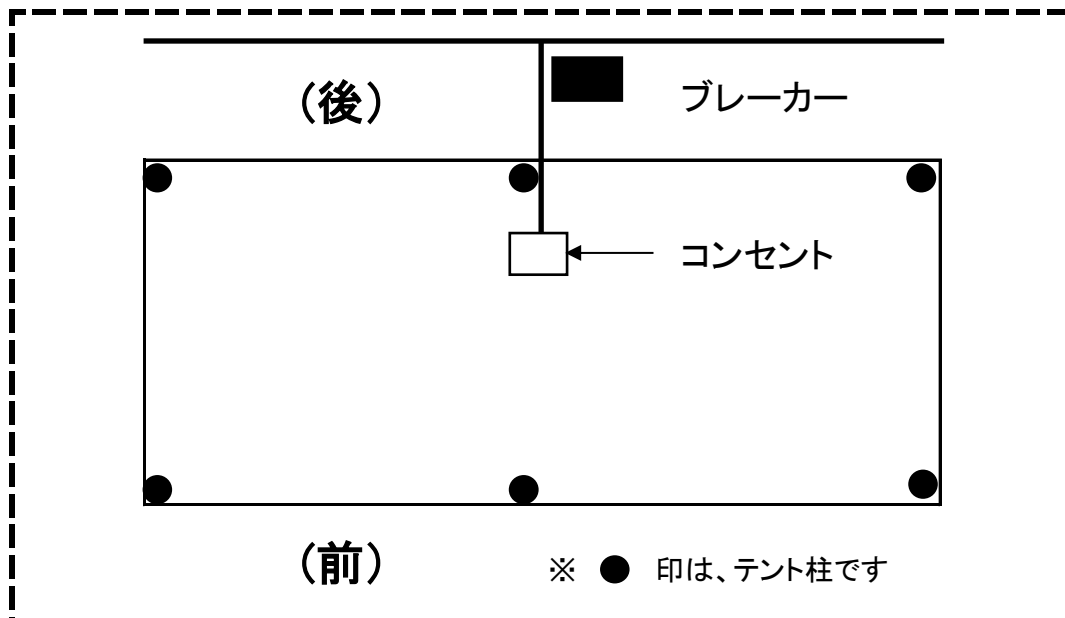 （後）
ブレーカー
コンセント
（前）
※ ● 印は、テント柱です